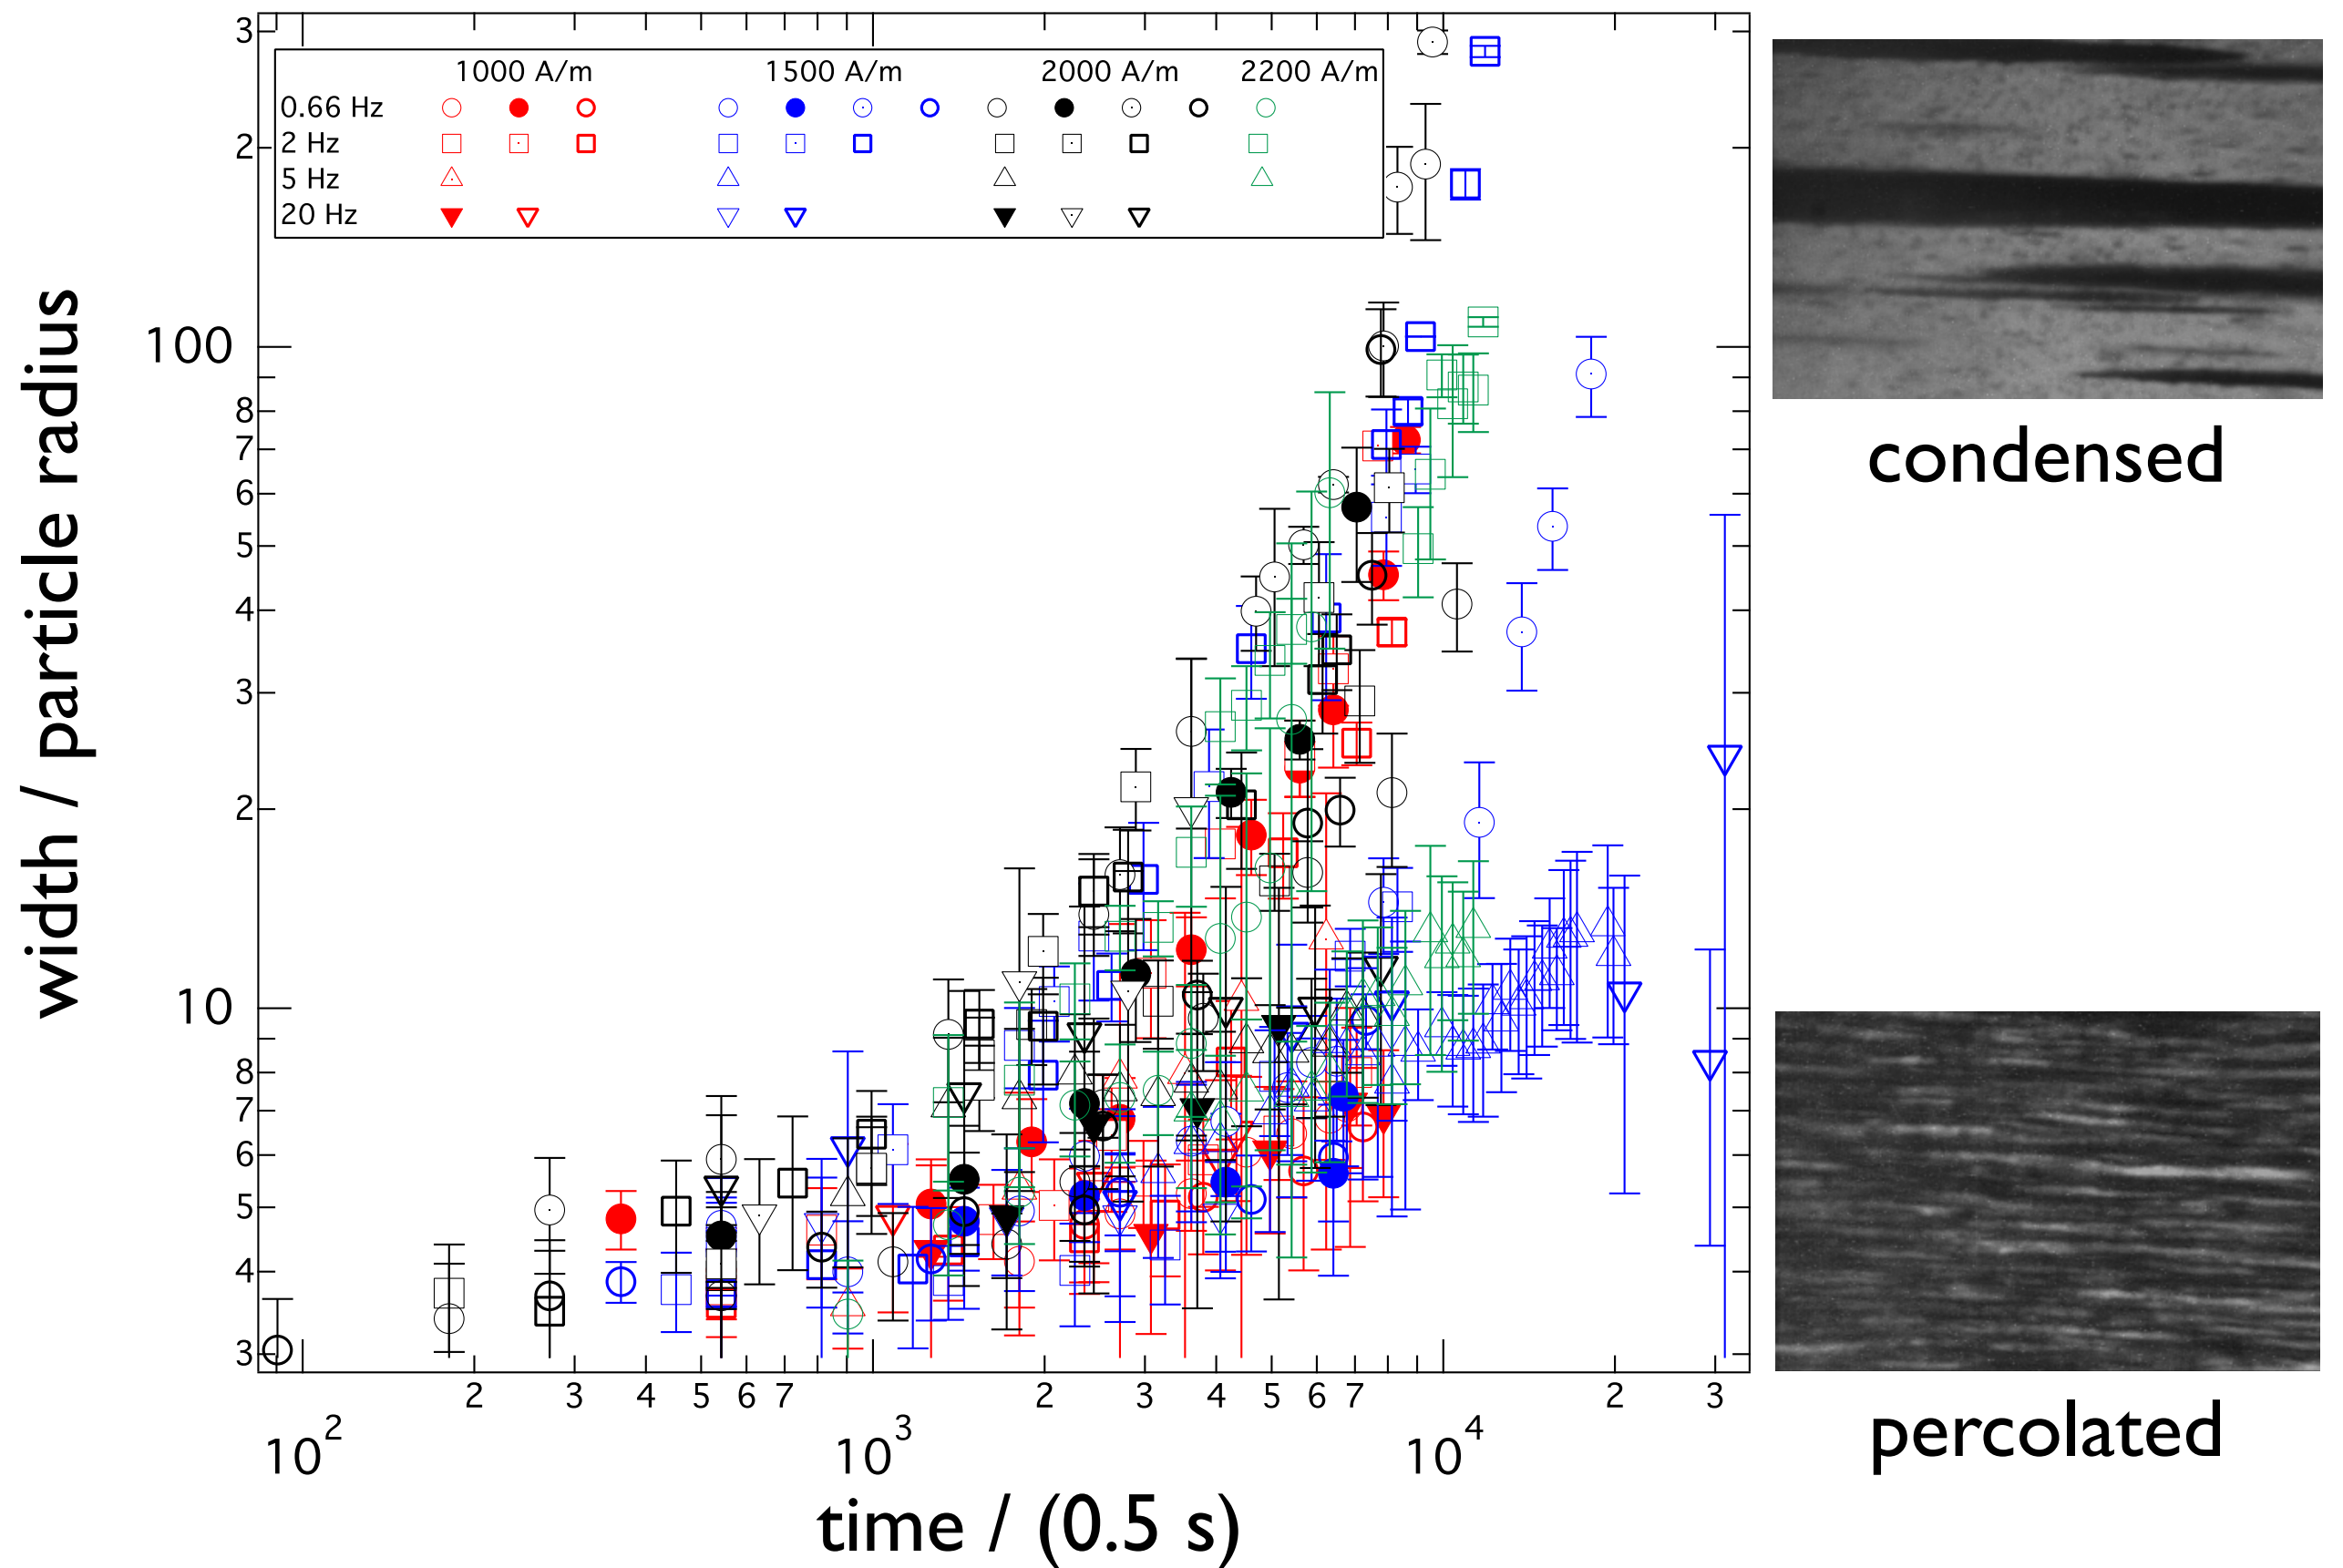 1000 A/m 1500 A/m 2000 A/m 2200 A/m
0.66 Hz
2 Hz
5 Hz
20 Hz
width / particle radius
3
2
100
8
7
6
5
4
3
2
10
8
7
6
5
4
3
2 3 4 5 6 7 2 3 4 5 6 7 2 3
10^2 10^3 10^4
time / (0.5 s)
condensed
percolated